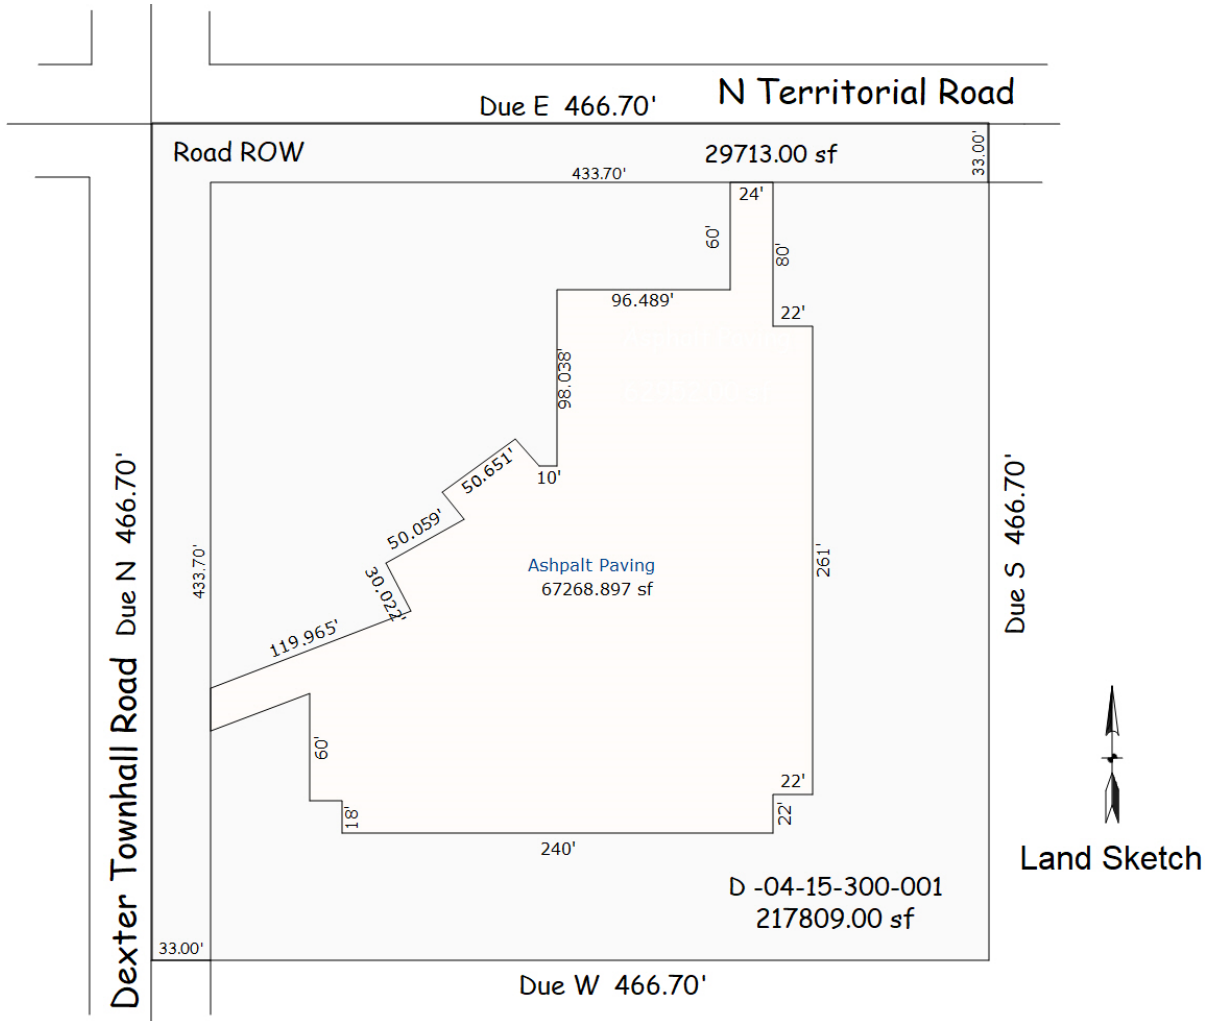 N Territorial Road
Due E 466.70'
Road ROW
29713.00 sf
33.00'
433.70'
24'
60'
80'
96.489'
22'
98.038'
50.651'
10'
50.059'
30.022'
119.965'
433.70'
Ashpalt Paving
67268.897 sf
261'
Due N 466.70'
Due S 466.70'
Dexter Townhall Road
60'
18'
22'
22'
240'
Land Sketch
D -04-15-300-001
217809.00 sf
33.00'
Due W 466.70'